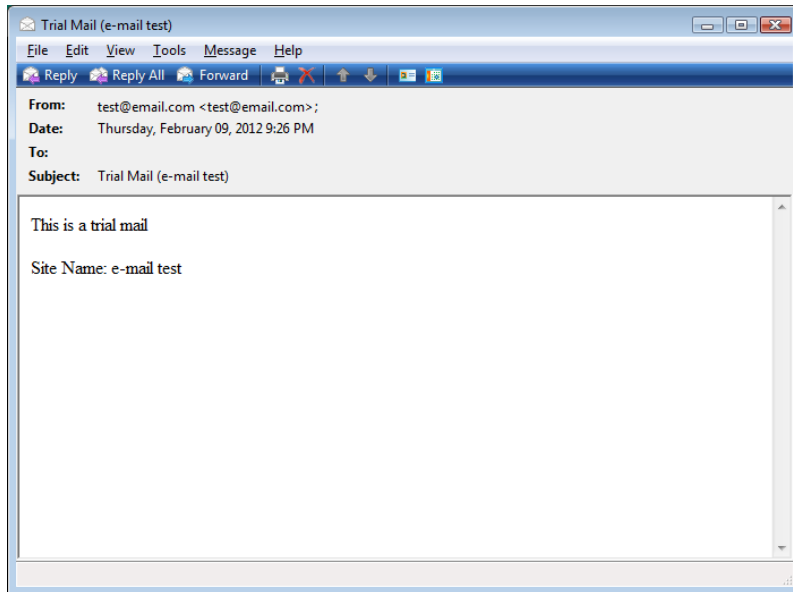 Trial Mail (e-mail test)
File Edit View Tools Message Help
Reply Reply All Forward
From: test@email.com <test@email.com>;
Date: Thursday, February 09, 2012 9:26 PM
To:
Subject: Trial Mail (e-mail test)
This is a trial mail
Site Name: e-mail test